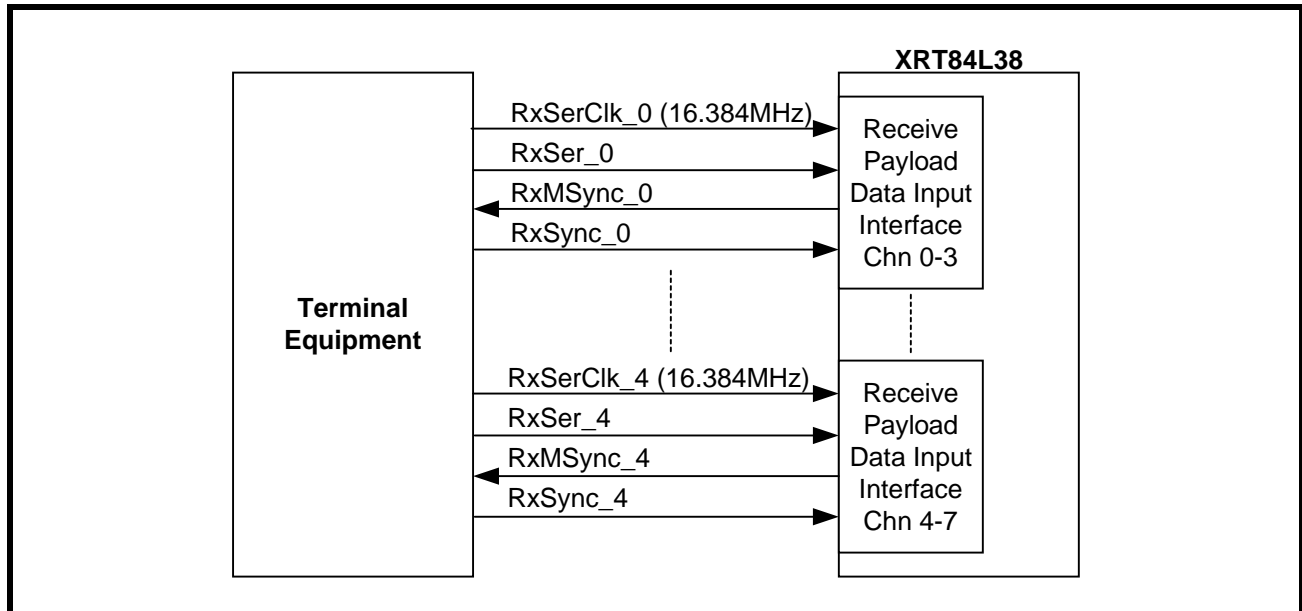 XRT84L38
RxSerClk_0 (16.384MHz)
RxSer_0
RxMSync_0
RxSync_0
Receive
Payload
Data Input
Interface
Chn 0-3
Terminal
Equipment
RxSerClk_4 (16.384MHz)
RxSer_4
RxMSync_4
RxSync_4
Receive
Payload
Data Input
Interface
Chn 4-7